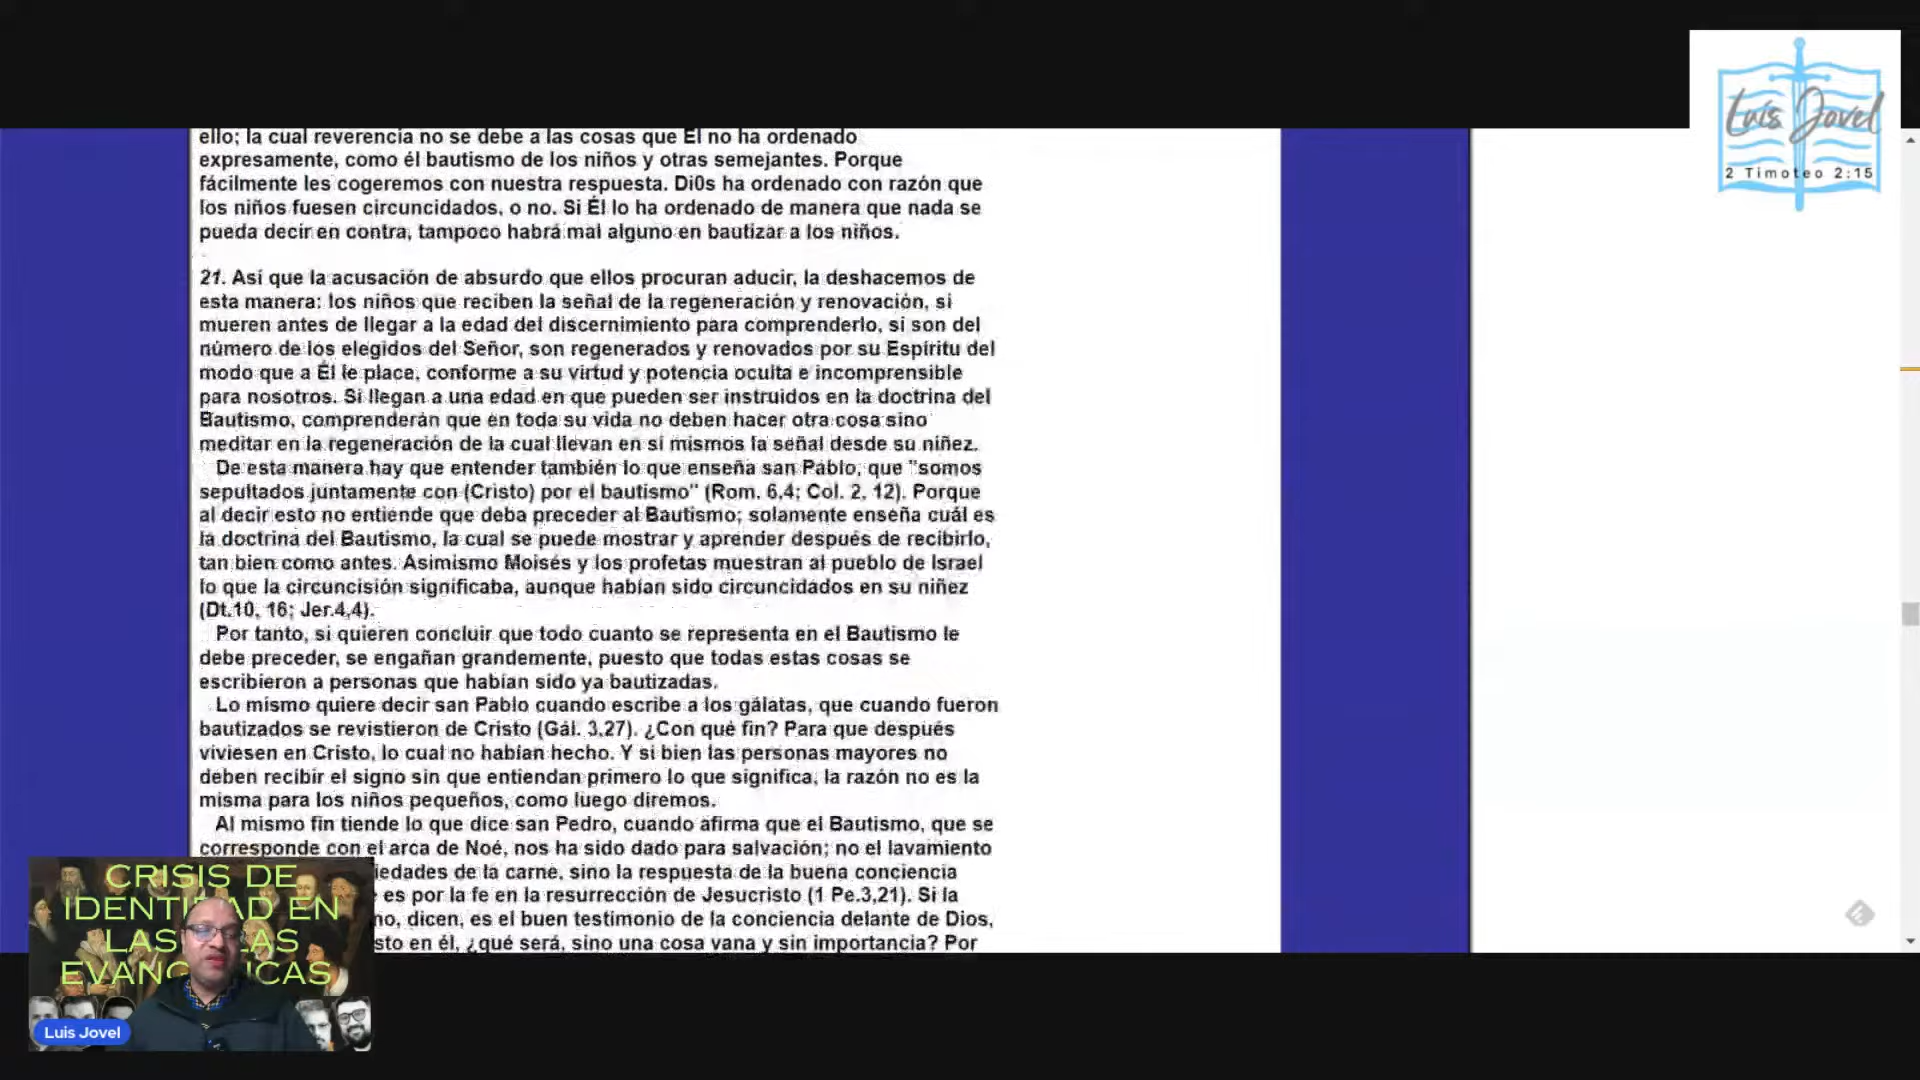 ello; la cual reverencia no se debe a las cosas que Él no ha ordenado
expresamente, como él bautismo de los niños y otras semejantes. Porque
fácilmente les cogeremos con nuestra respuesta. Di0s ha ordenado con razón que
los niños fuesen circuncidados, o no. Si Él lo ha ordenado de manera que nada se
pueda decir en contra, tampoco habrá mal alguno en bautizar a los niños.
21. Así que la acusación de absurdo que ellos procuran aducir, la deshacemos de
esta manera: los niños que reciben la señal de la regeneración y renovación, si
mueren antes de llegar a la edad del discernimiento para comprenderlo, si son del
número de los elegidos del Señor, son regenerados y renovados por su Espíritu del
modo que a Él le place, conforme a su virtud y potencia oculta e incomprensible
para nosotros. Si llegan a una edad en que pueden ser instruidos en la doctrina del
Bautismo, comprenderán que en toda su vida no deben hacer otra cosa sino
meditar en la regeneración de la cual llevan en sí mismos la señal desde su niñez.
De esta manera hay que entender también lo que enseña san Pablo, que "somos
sepultados juntamente con (Cristo) por el bautismo" (Rom. 6,4; Col. 2, 12). Porque
al decir esto no entiende que deba preceder al Bautismo; solamente enseña cuál es
la doctrina del Bautismo, la cual se puede mostrar y aprender después de recibirlo,
tan bien como antes. Asimismo Moisés y los profetas muestran al pueblo de Israel
lo que la circuncisión significaba, aunque habían sido circuncidados en su niñez
(Dt.10, 16; Jer.4,4).
Por tanto, si quieren concluir que todo cuanto se representa en el Bautismo le
debe preceder, se engañan grandemente, puesto que todas estas cosas se
escribieron a personas que habían sido ya bautizadas.
Lo mismo quiere decir san Pablo cuando escribe a los gálatas, que cuando fueron
bautizados se revistieron de Cristo (Gál. 3,27). ¿Con qué fin? Para que después
viviesen en Cristo, lo cual no habían hecho. Y si bien las personas mayores no
deben recibir el signo sin que entiendan primero lo que significa, la razón no es la
misma para los niños pequeños, como luego diremos.
Al mismo fin tiende lo que dice san Pedro, cuando afirma que el Bautismo, que se
corresponde con el arca de Noé, nos ha sido dado para salvación; no el lavamiento
iedades de la carne, sino la respuesta de la buena conciencia
es por la fe en la resurrección de Jesucristo (1 Pe.3,21). Si la
no, dicen, es el buen testimonio de la conciencia delante de Dios,
sto en él, ¿qué será, sino una cosa vana y sin importancia? Por
Luis Jovel
2 Timoteo 2:15
CRISIS DE
IDENTIDAD EN
LAS
EVANG ICAS
Luis Jovel